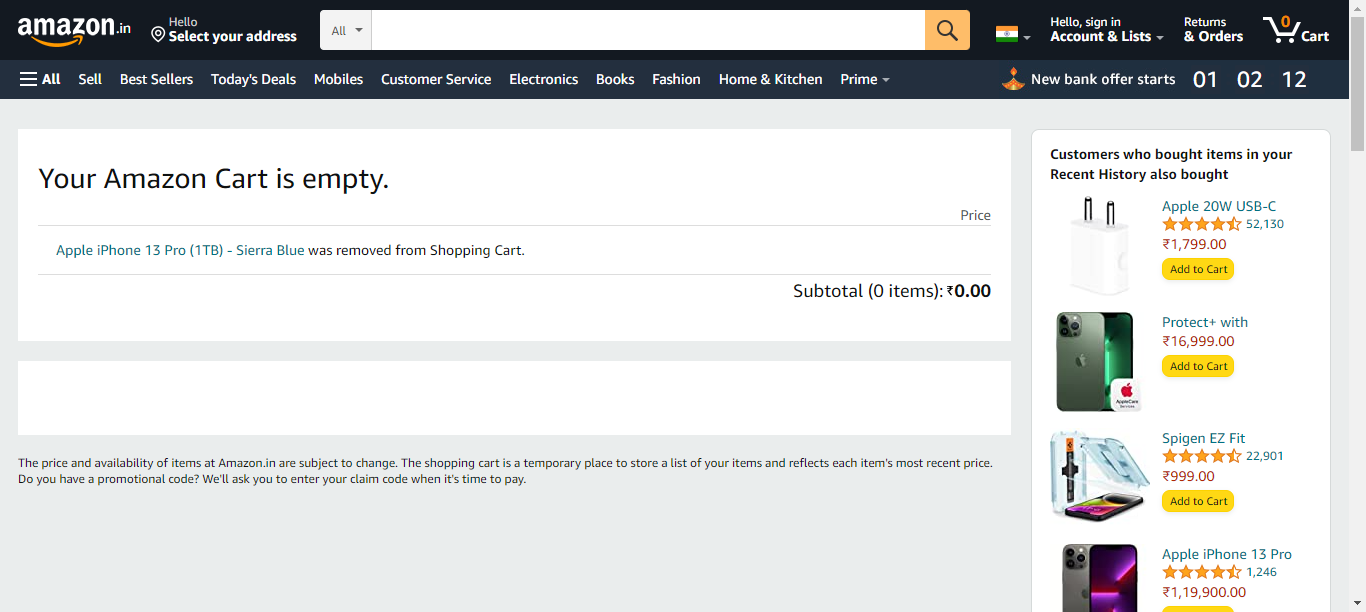 amazon.in
Hello
Select your address
All
Hello, sign in
Account & Lists
Returns
& Orders
0
Cart
All
Sell
Best Sellers
Today's Deals
Mobiles
Customer Service
Electronics
Books
Fashion
Home & Kitchen
Prime
New bank offer starts
01 02 12
Your Amazon Cart is empty.
Price
Apple iPhone 13 Pro (1TB) - Sierra Blue was removed from Shopping Cart.
Subtotal (0 items): ₹0.00
The price and availability of items at Amazon.in are subject to change. The shopping cart is a temporary place to store a list of your items and reflects each item's most recent price.
Do you have a promotional code? We'll ask you to enter your claim code when it's time to pay.
Customers who bought items in your
Recent History also bought
Apple 20W USB-C
52,130
₹1,799.00
Add to Cart
Protect+ with
₹16,999.00
Add to Cart
AppleCare
Services
Spigen EZ Fit
22,901
₹999.00
Add to Cart
Apple iPhone 13 Pro
1,246
₹1,19,900.00